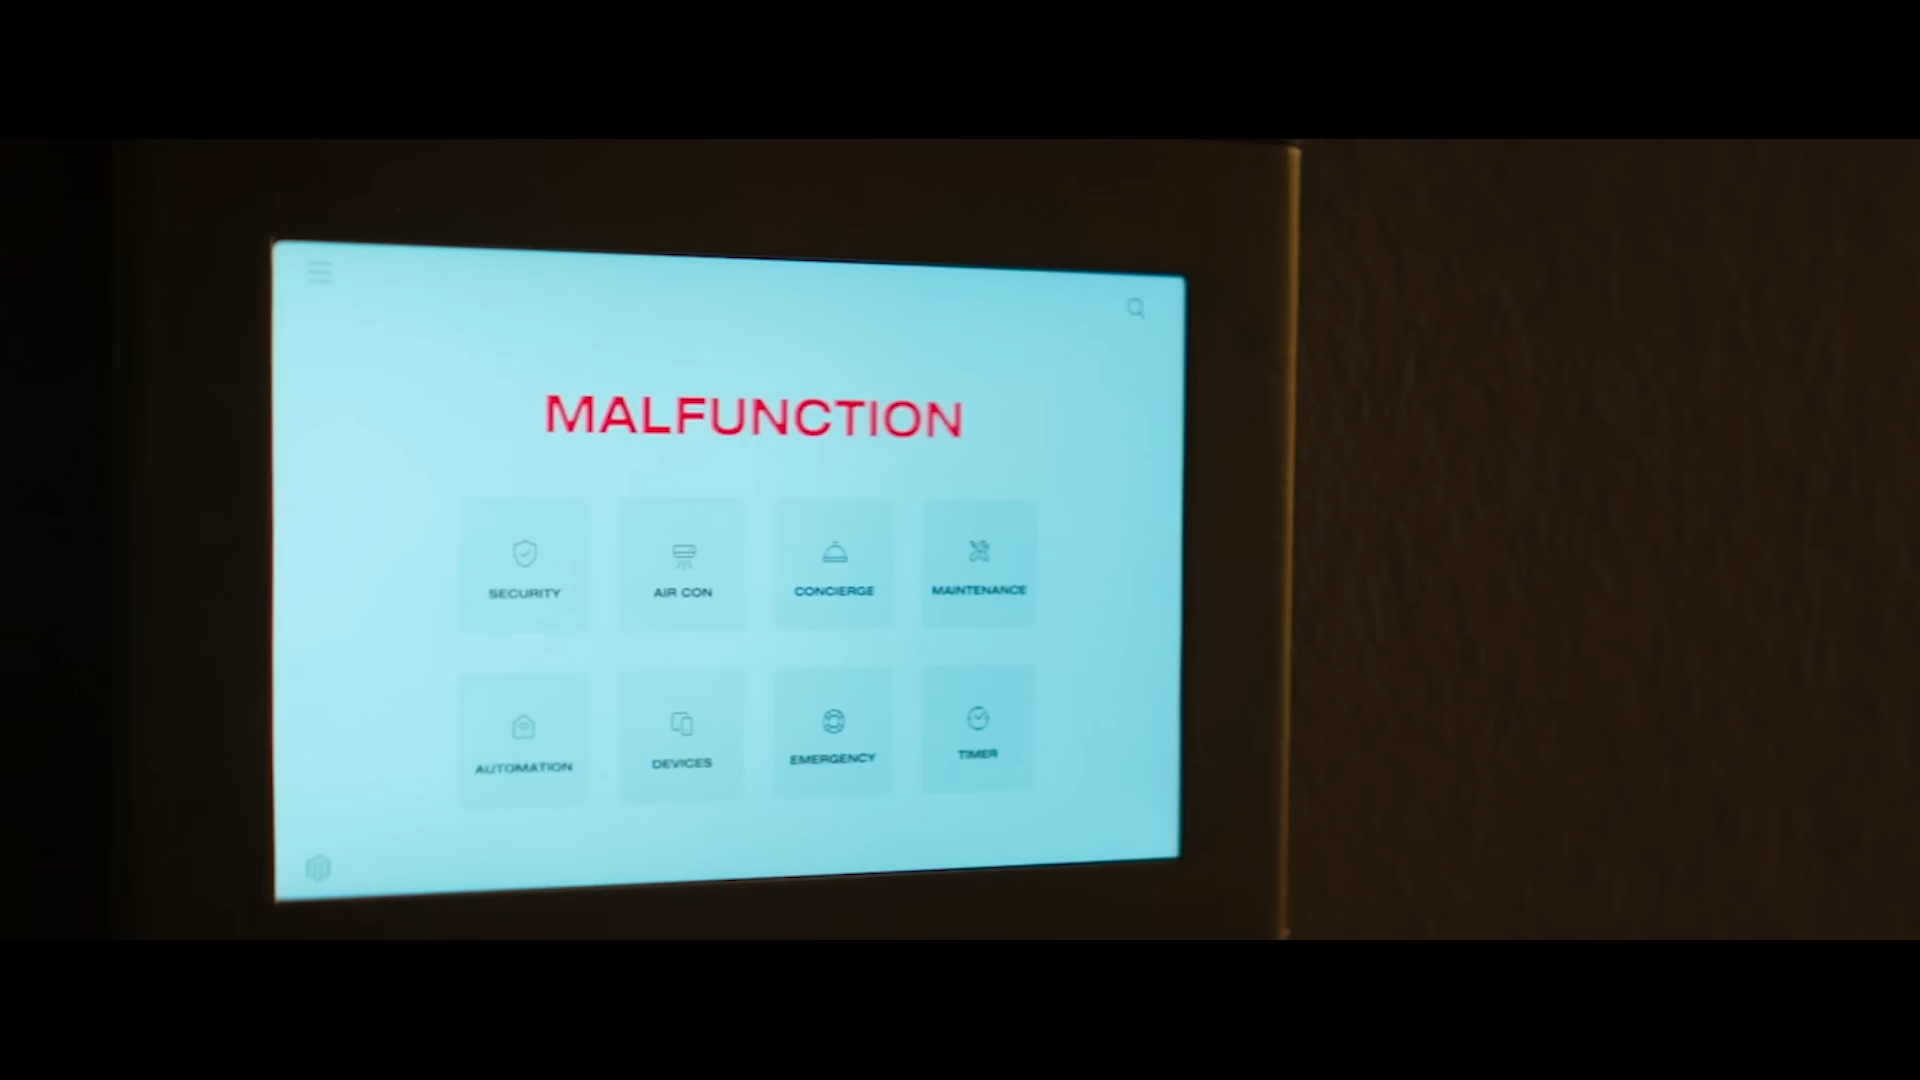 MALFUNCTION
SECURITY
AIR CON
CONCIERGE
MAINTENANCE
AUTOMATION
DEVICES
EMERGENCY
TIMER